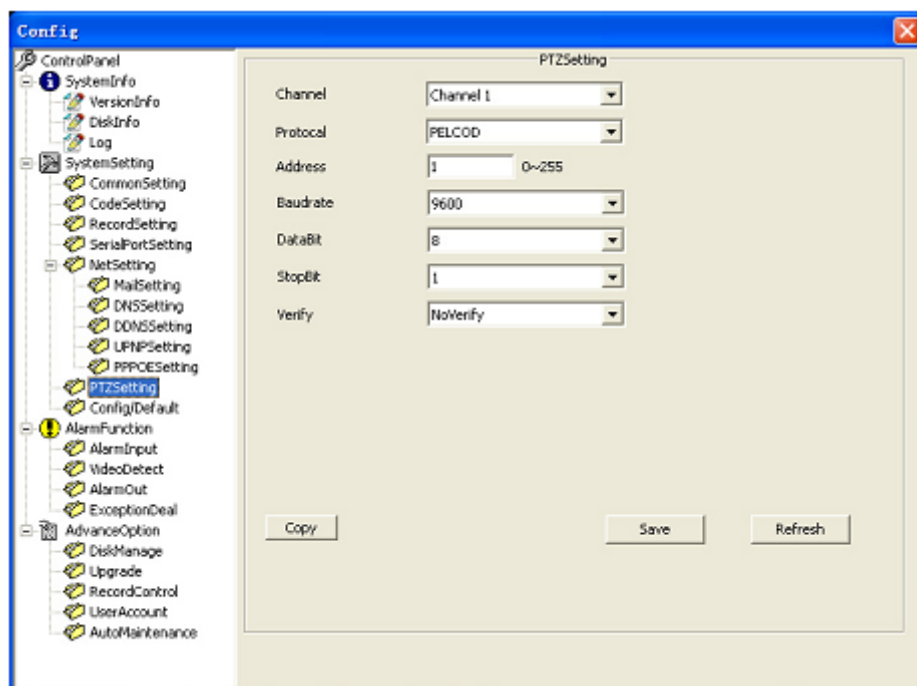 Config
ControlPanel
SystemInfo
VersionInfo
DiskInfo
Log
SystemSetting
CommonSetting
CodeSetting
RecordSetting
SerialPortSetting
NetSetting
MailSetting
DNSSetting
DDNSSetting
UPNPSetting
PPPOESetting
PTZSetting
Config/Default
AlarmFunction
AlarmInput
VideoDetect
AlarmOut
ExceptionDeal
AdvanceOption
DiskManage
Upgrade
RecordControl
UserAccount
AutoMaintenance
PTZSetting
Channel Channel 1
Protocal PELCOD
Address 1 0~255
Baudrate 9600
DataBit 8
StopBit 1
Verify NoVerify
Copy Save Refresh